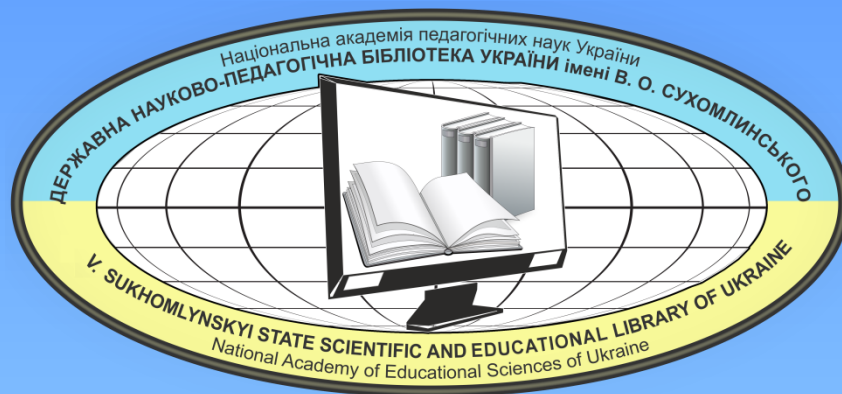 Національна академія педагогічних наук України
ДЕРЖАВНА НАУКОВО-ПЕДАГОГІЧНА БІБЛІОТЕКА УКРАЇНИ імені В. О. СУХОМЛИНСЬКОГО
V. SUKHOMLYNSKYI STATE SCIENTIFIC AND EDUCATIONAL LIBRARY OF UKRAINE
National Academy of Educational Sciences of Ukraine